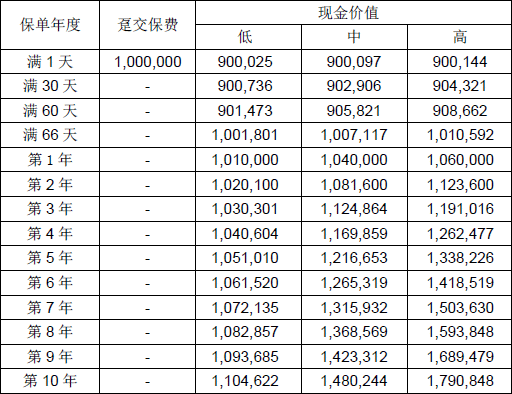 保单年度 趸交保费 现金价值
低 中 高
满 1 天 1,000,000 900,025 900,097 900,144
满 30 天 - 900,736 902,906 904,321
满 60 天 - 901,473 905,821 908,662
满 66 天 - 1,001,801 1,007,117 1,010,592
第 1 年 - 1,010,000 1,040,000 1,060,000
第 2 年 - 1,020,100 1,081,600 1,123,600
第 3 年 - 1,030,301 1,124,864 1,191,016
第 4 年 - 1,040,604 1,169,859 1,262,477
第 5 年 - 1,051,010 1,216,653 1,338,226
第 6 年 - 1,061,520 1,265,319 1,418,519
第 7 年 - 1,072,135 1,315,932 1,503,630
第 8 年 - 1,082,857 1,368,569 1,593,848
第 9 年 - 1,093,685 1,423,312 1,689,479
第 10 年 - 1,104,622 1,480,244 1,790,848